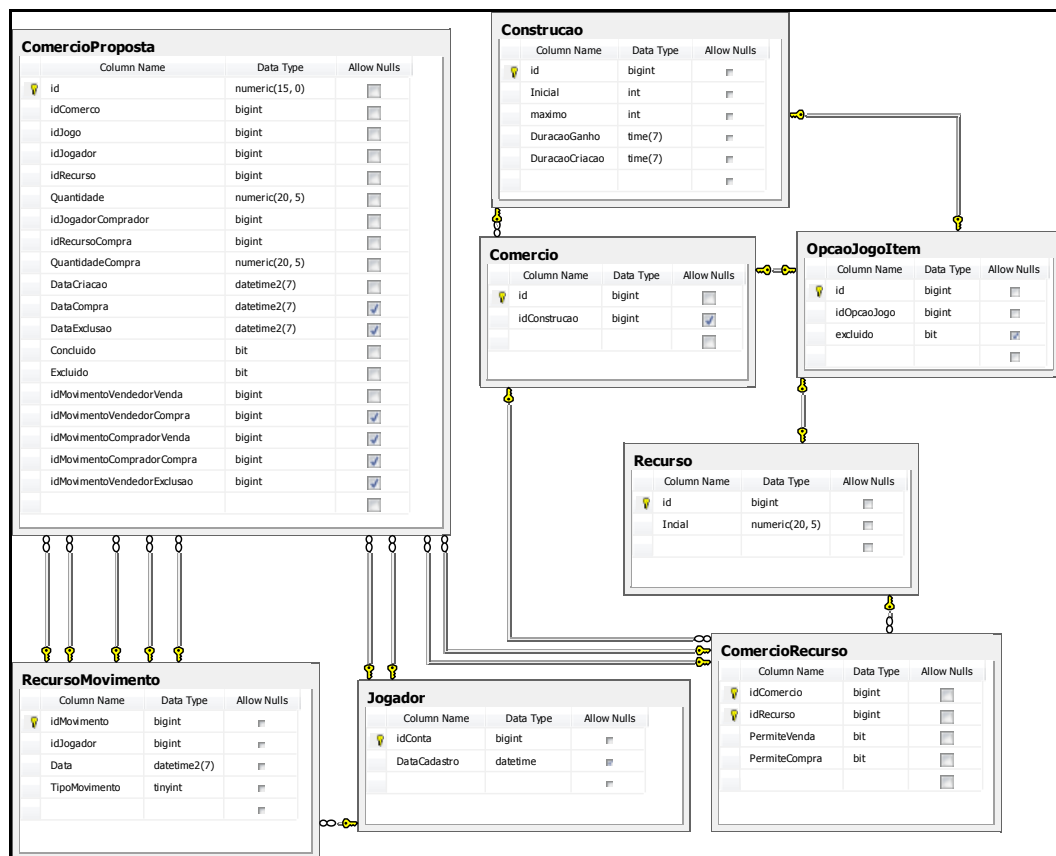 ComercioProposta
Column Name Data Type Allow Nulls
id numeric(15, 0)
idComerco bigint
idJogo bigint
idJogador bigint
idRecurso bigint
Quantidade numeric(20, 5)
idJogadorComprador bigint
idRecursoCompra bigint
QuantidadeCompra numeric(20, 5)
DataCriacao datetime2(7)
DataCompra datetime2(7)
DataExclusao datetime2(7)
Concluido bit
Excluido bit
idMovimentoVendedorVenda bigint
idMovimentoVendedorCompra bigint
idMovimentoCompradorVenda bigint
idMovimentoCompradorCompra bigint
idMovimentoVendedorExclusao bigint
Construcao
Column Name Data Type Allow Nulls
id bigint
Inicial int
maximo int
DuracaoGanho time(7)
DuracaoCriacao time(7)
Comercio
Column Name Data Type Allow Nulls
id bigint
idConstrucao bigint
OpcaoJogoItem
Column Name Data Type Allow Nulls
id bigint
idOpcaoJogo bigint
excluido bit
Recurso
Column Name Data Type Allow Nulls
id bigint
Incial numeric(20, 5)
RecursoMovimento
Column Name Data Type Allow Nulls
idMovimento bigint
idJogador bigint
Data datetime2(7)
TipoMovimento tinyint
Jogador
Column Name Data Type Allow Nulls
idConta bigint
DataCadastro datetime
ComercioRecurso
Column Name Data Type Allow Nulls
idComercio bigint
idRecurso bigint
PermiteVenda bit
PermiteCompra bit